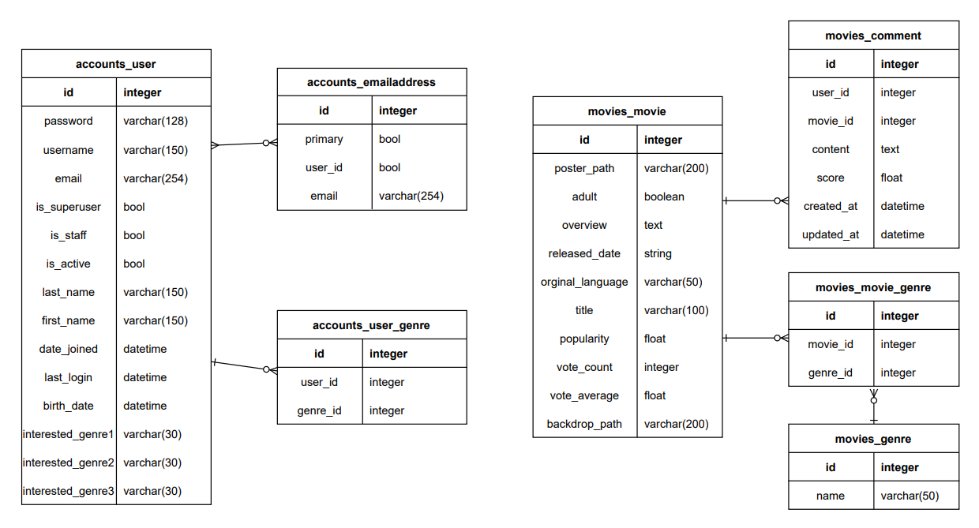 accounts_user
id integer
password varchar(128)
username varchar(150)
email varchar(254)
is_superuser bool
is_staff bool
is_active bool
last_name varchar(150)
first_name varchar(150)
date_joined datetime
last_login datetime
birth_date datetime
interested_genre1 varchar(30)
interested_genre2 varchar(30)
interested_genre3 varchar(30)
accounts_emailaddress
id integer
primary bool
user_id bool
email varchar(254)
accounts_user_genre
id integer
user_id integer
genre_id integer
movies_movie
id integer
poster_path varchar(200)
adult boolean
overview text
released_date string
orginal_language varchar(50)
title varchar(100)
popularity float
vote_count integer
vote_average float
backdrop_path varchar(200)
movies_comment
id integer
user_id integer
movie_id integer
content text
score float
created_at datetime
updated_at datetime
movies_movie_genre
id integer
movie_id integer
genre_id integer
movies_genre
id integer
name varchar(50)